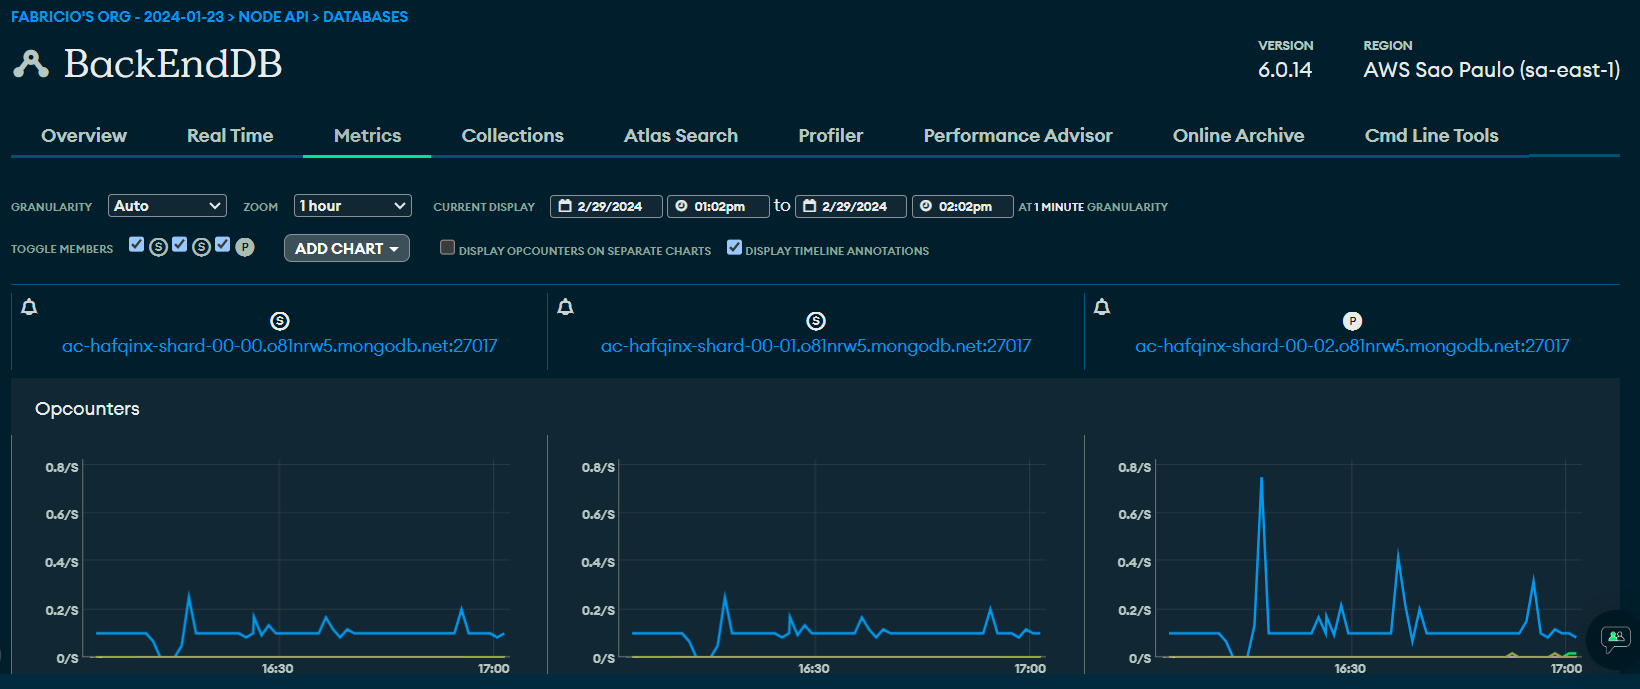 FABRICIO'S ORG - 2024-01-23 > NODE API > DATABASES
BackEndDB
VERSION
6.0.14
REGION
AWS Sao Paulo (sa-east-1)
Overview Real Time Metrics Collections Atlas Search Profiler Performance Advisor Online Archive Cmd Line Tools
GRANULARITY Auto ZOOM 1 hour CURRENT DISPLAY 2/29/2024 01:02pm to 2/29/2024 02:02pm AT 1 MINUTE GRANULARITY
TOGGLE MEMBERS S S P ADD CHART DISPLAY OPCOUNTERS ON SEPARATE CHARTS DISPLAY TIMELINE ANNOTATIONS
S
ac-hafqinx-shard-00-00.o81nrw5.mongodb.net:27017
S
ac-hafqinx-shard-00-01.o81nrw5.mongodb.net:27017
P
ac-hafqinx-shard-00-02.o81nrw5.mongodb.net:27017
Opcounters
0.8/S
0.6/S
0.4/S
0.2/S
0/S
16:30 17:00
0.8/S
0.6/S
0.4/S
0.2/S
0/S
16:30 17:00
0.8/S
0.6/S
0.4/S
0.2/S
0/S
16:30 17:00